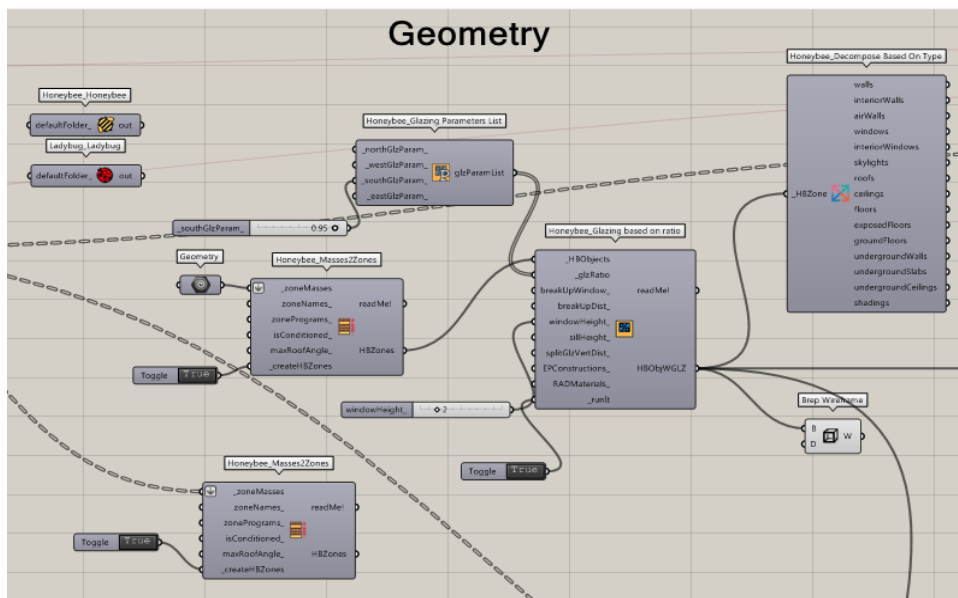 Geometry
Honeybee_Decompose Based On Type
walls
interiorWalls
airWalls
windows
interiorWindows
skylights
roofs
_HBZone
ceilings
floors
exposedFloors
groundFloors
undergroundWalls
undergroundSlabs
undergroundCeilings
shadings
Honeybee_Honeybee
defaultFolder_ out
Ladybug_Ladybug
defaultFolder_ out
Honeybee_Glazing Parameters List
_northGlzParam_
_westGlzParam_
_southGlzParam_
_eastGlzParam_
glzParamList
_southGlzParam_ 0.95
Geometry
Honeybee_Masses2Zones
_zoneMasses
zoneNames_
zonePrograms_
isConditioned_
maxRoofAngle_
_createHBZones
readMe!
HBZones
Toggle True
Honeybee_Glazing based on ratio
_HBObjects
_glzRatio
breakUpWindow_
breakUpDist_
windowHeight_
sillHeight_
splitGlzVertDist_
EPConstructions_
RADMaterials_
_runIt
readMe!
HBObjWGLZ
windowHeight_ 2
Toggle True
Brep Wireframe
B
D
W
Honeybee_Masses2Zones
_zoneMasses
zoneNames_
zonePrograms_
isConditioned_
maxRoofAngle_
_createHBZones
readMe!
HBZones
Toggle True